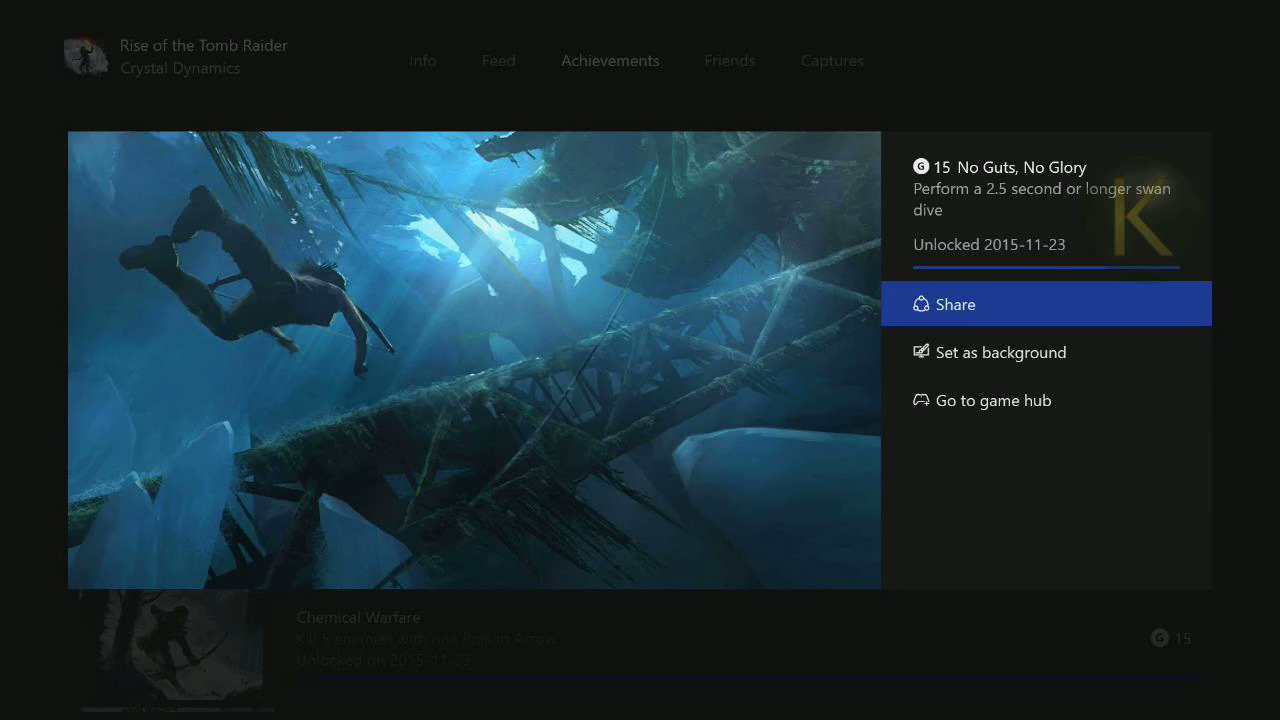 Rise of the Tomb Raider
Crystal Dynamics
Info Feed Achievements Friends Captures
G 15 No Guts, No Glory
Perform a 2.5 second or longer swan
dive
K
Unlocked 2015-11-23
Share
Set as background
Go to game hub
Chemical Warfare
Kill 5 enemies with one Poison Arrow
G 15
Unlocked on 2015-11-23